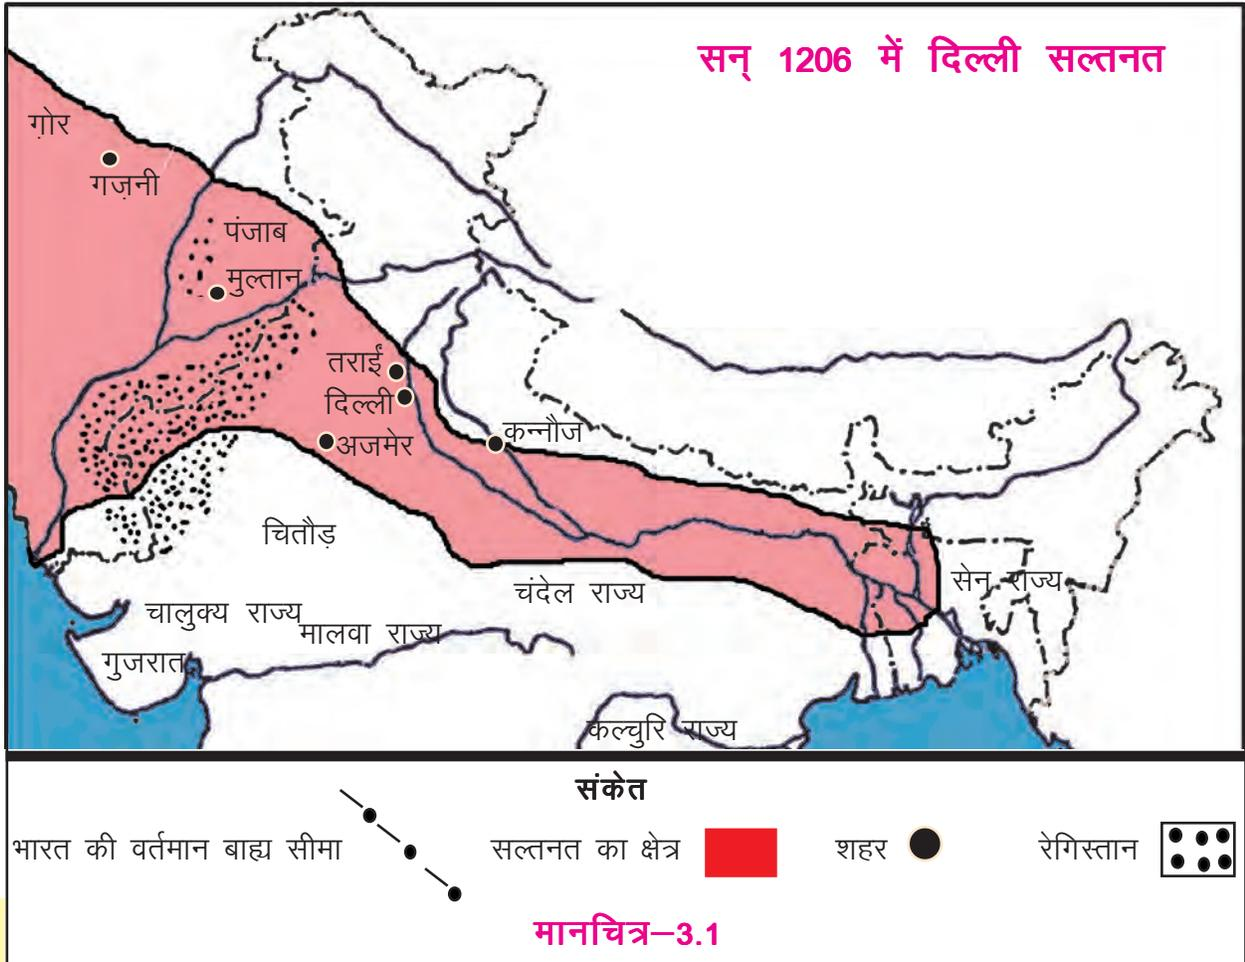 सन् 1206 में दिल्ली सल्तनत
ग़ोर
गज़नी
पंजाब
मुल्तान
तराईं
दिल्ली
अजमेर
कन्नौज
चितौड़
चंदेल राज्य
सेन राज्य
चालुक्य राज्य
मालवा राज्य
गुजरात
कल्चुरि राज्य
संकेत
भारत की वर्तमान बाह्य सीमा सल्तनत का क्षेत्र शहर रेगिस्तान
मानचित्र–3.1